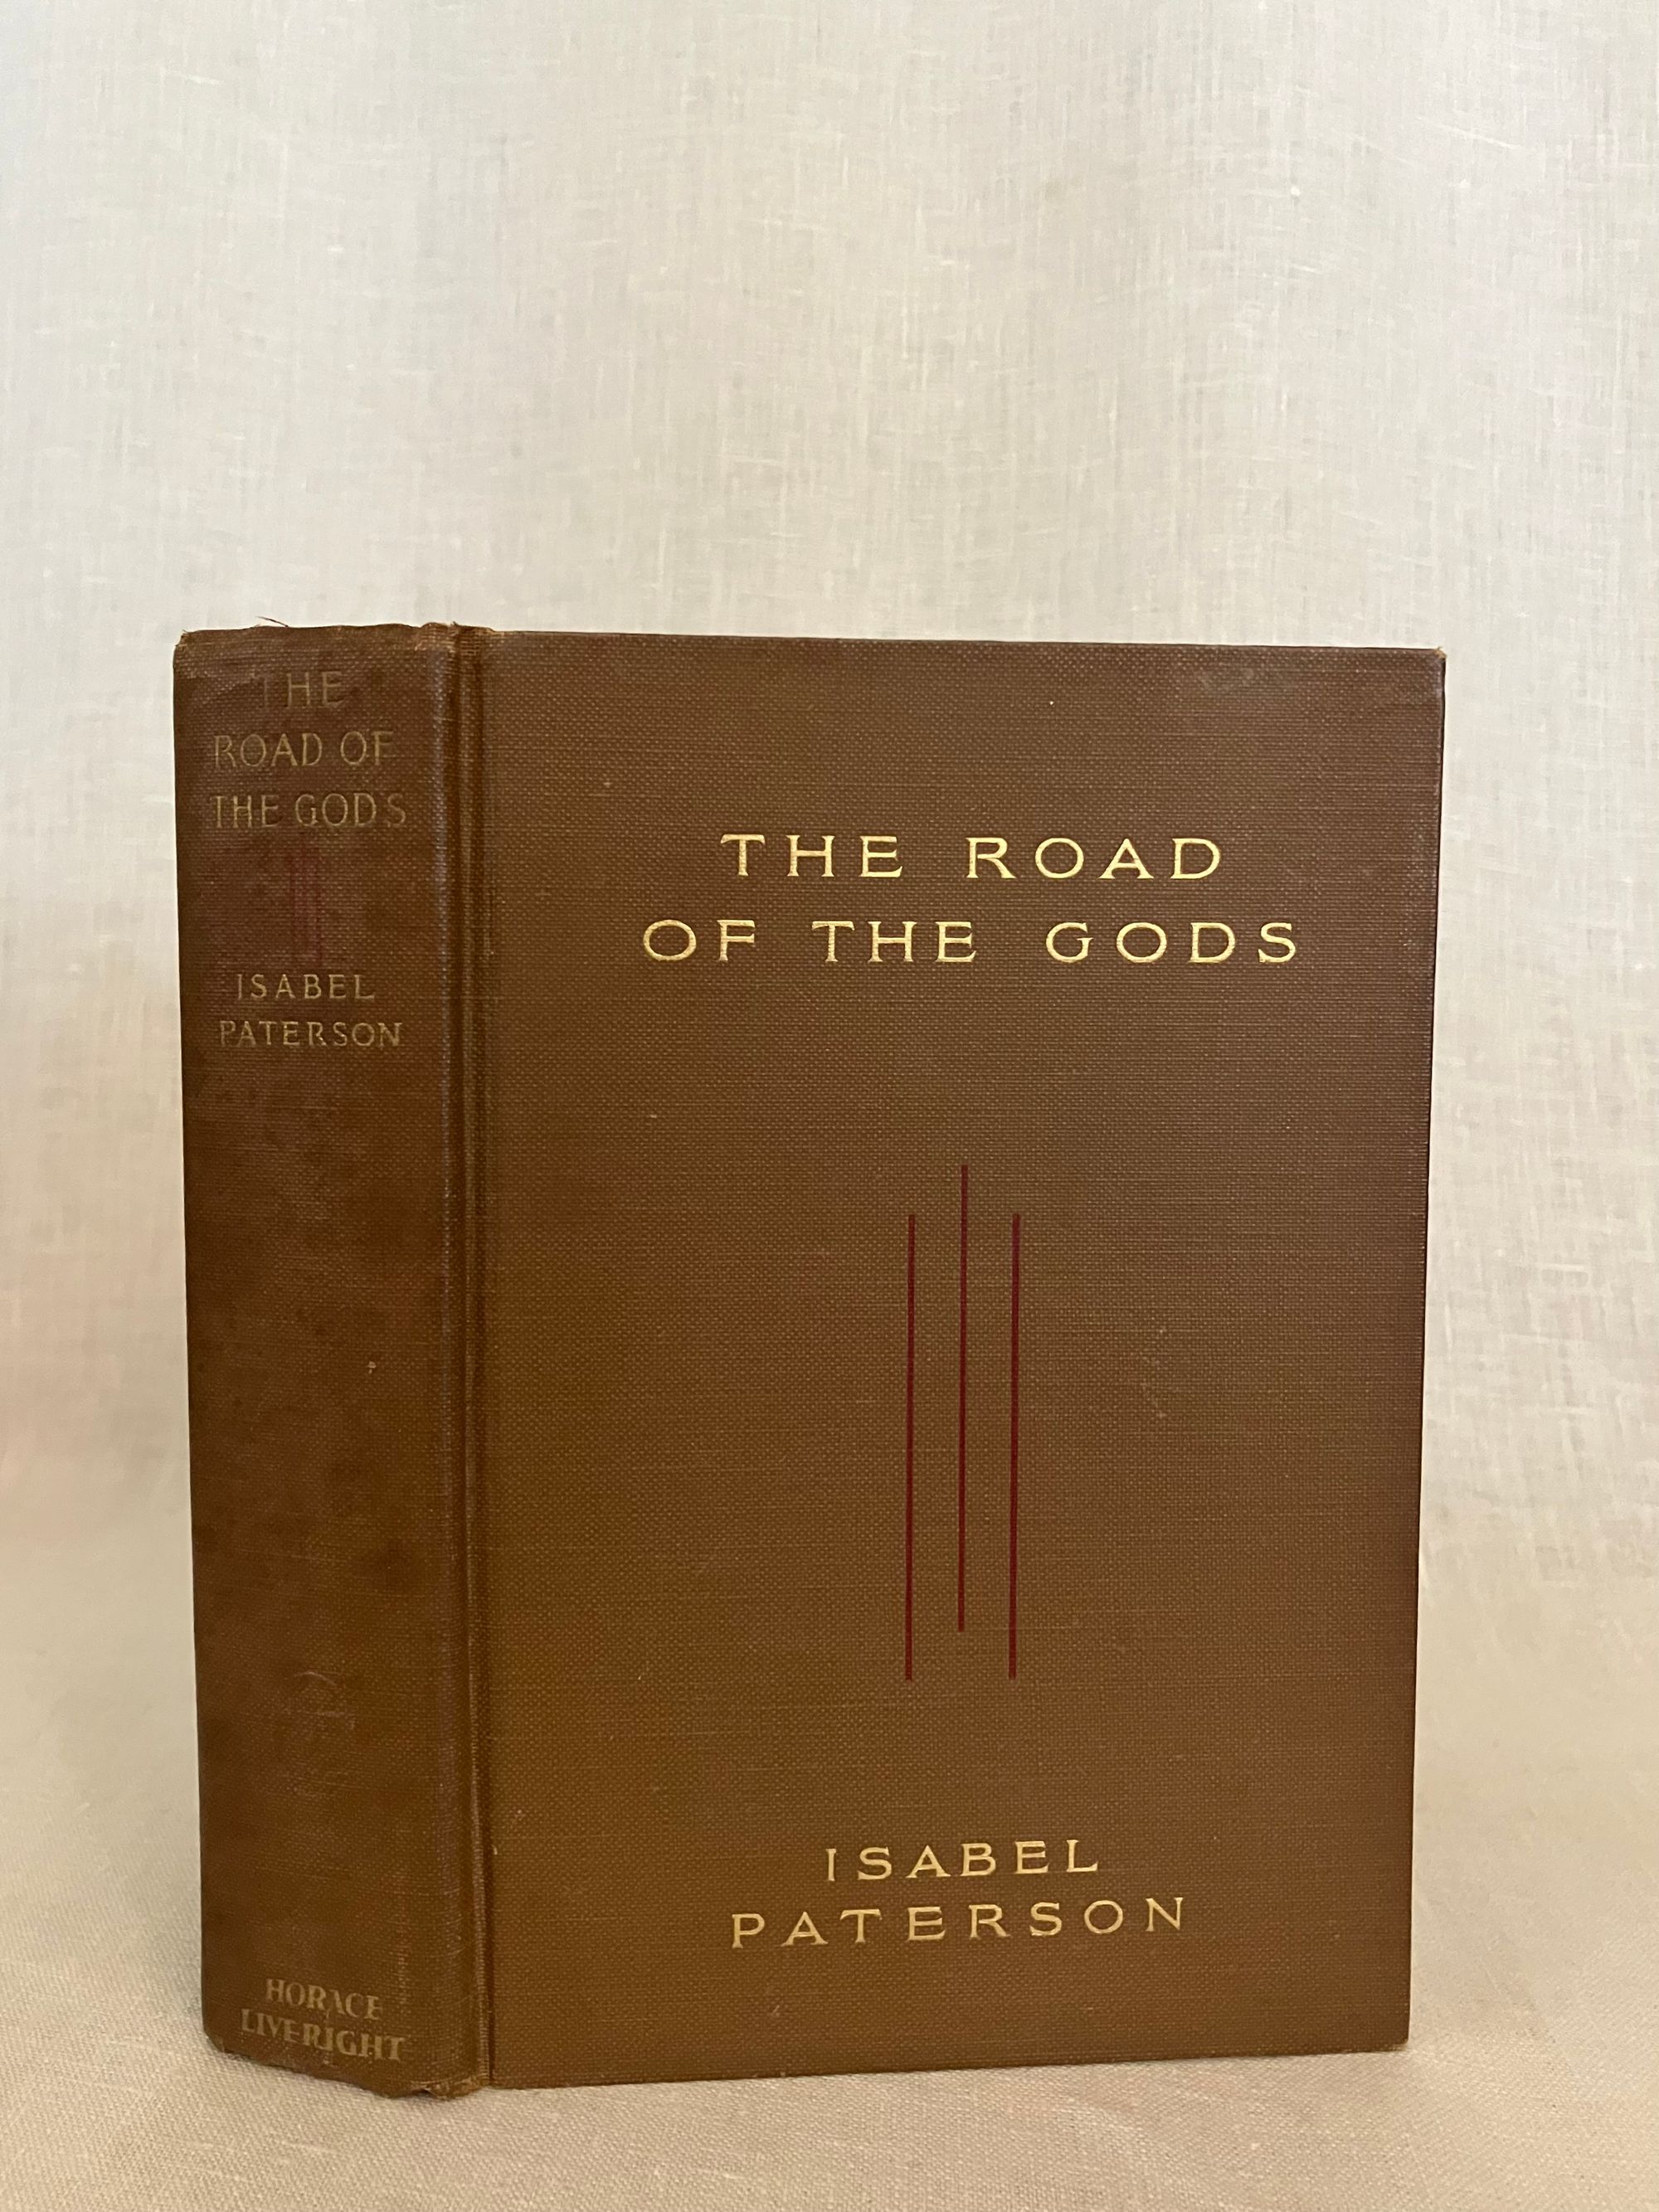 THE
ROAD OF
THE GODS
ISABEL
PATERSON
HORACE
LIVERIGHT
THE ROAD
OF THE GODS
ISABEL
PATERSON